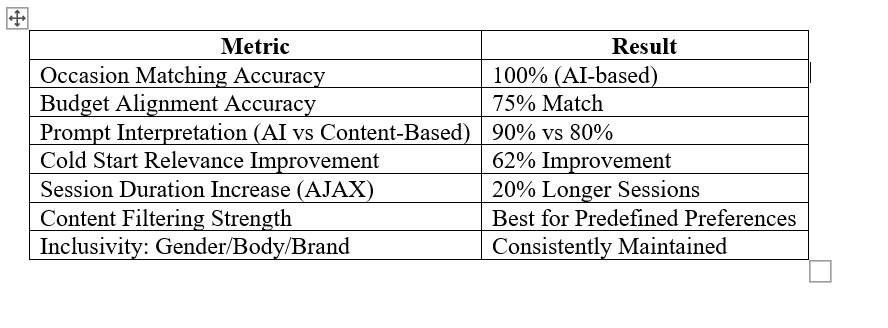 Metric Result
Occasion Matching Accuracy 100% (AI-based)
Budget Alignment Accuracy 75% Match
Prompt Interpretation (AI vs Content-Based) 90% vs 80%
Cold Start Relevance Improvement 62% Improvement
Session Duration Increase (AJAX) 20% Longer Sessions
Content Filtering Strength Best for Predefined Preferences
Inclusivity: Gender/Body/Brand Consistently Maintained